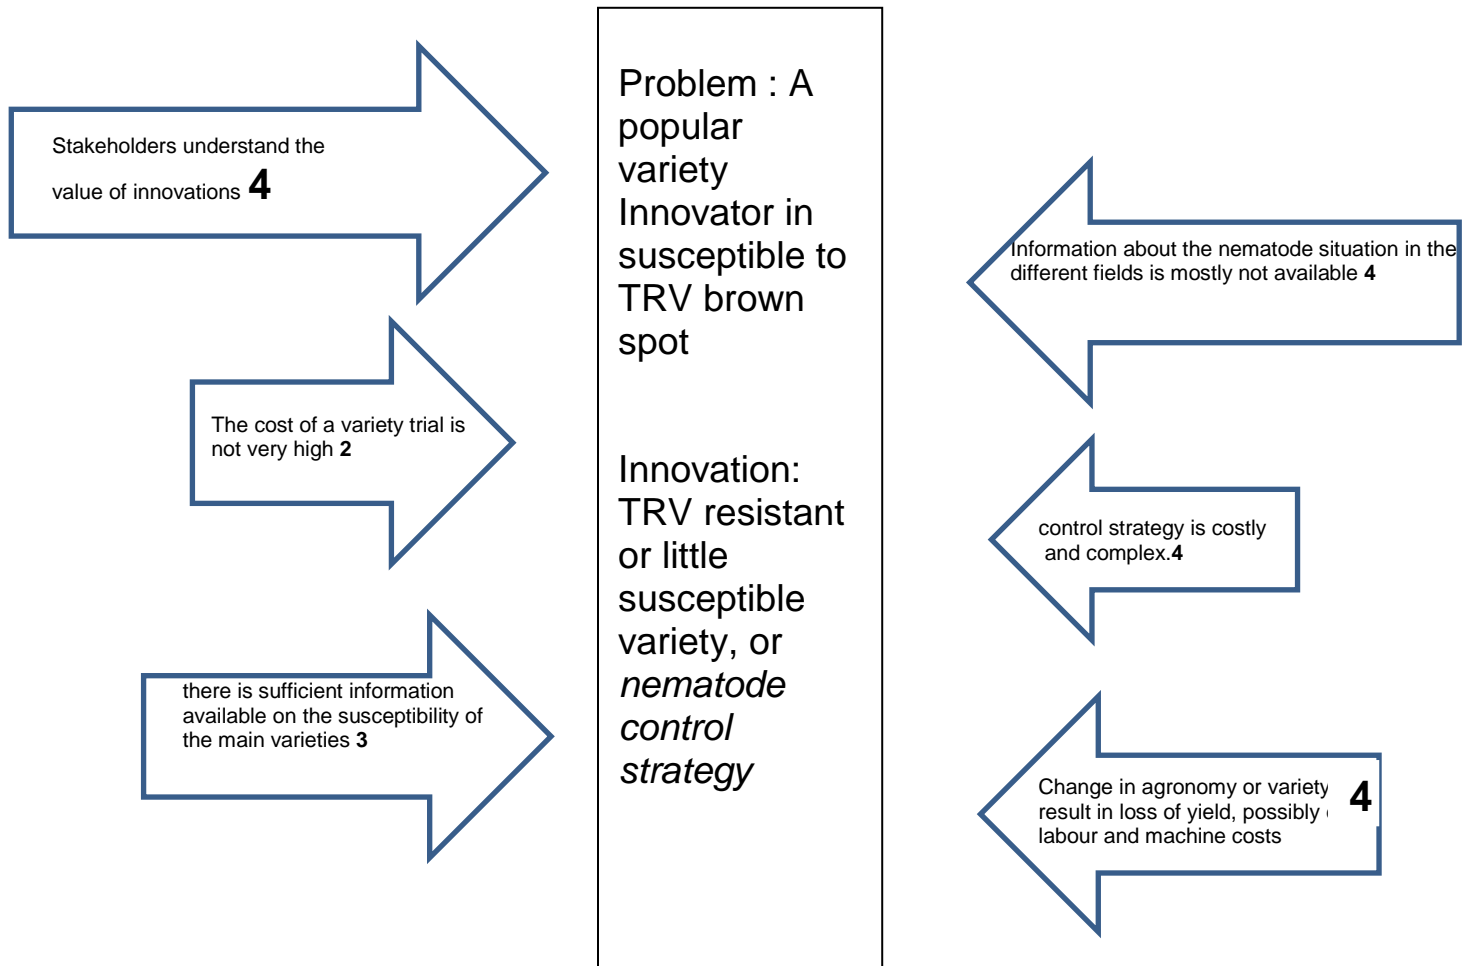 Stakeholders understand the
value of innovations 4
The cost of a variety trial is
not very high 2
there is sufficient information
available on the susceptibility of
the main varieties 3
Problem : A
popular
variety
Innovator in
susceptible to
TRV brown
spot
Innovation:
TRV resistant
or little
susceptible
variety, or
nematode
control
strategy
Information about the nematode situation in the
different fields is mostly not available 4
control strategy is costly
and complex.4
Change in agronomy or variety
result in loss of yield, possibly
labour and machine costs
4